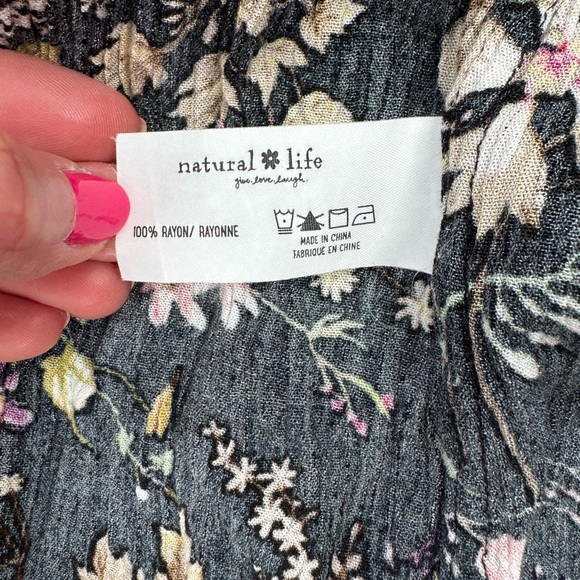 natural life
give. love. laugh.
100% RAYON/ RAYONNE
MADE IN CHINA
FABRIQUÉ EN CHINE